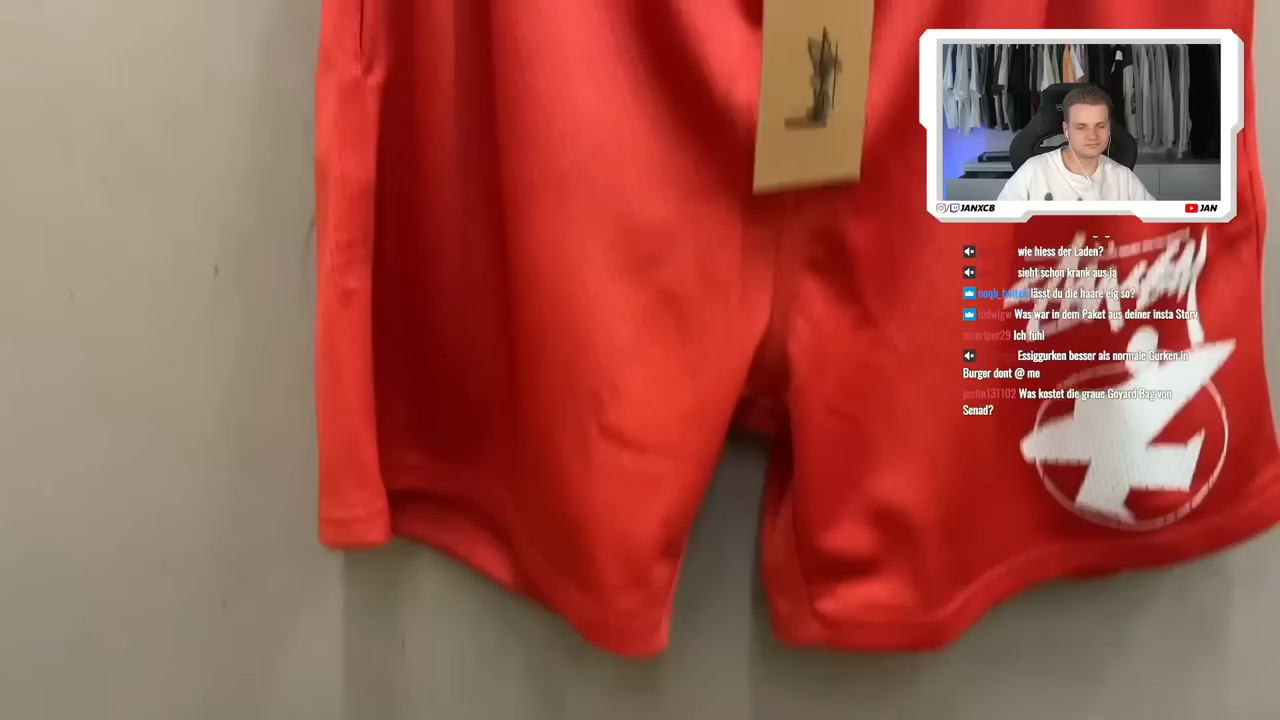 JANXCB
JAN
wie hiess der Laden?
sieht schon krank aus ja
lässt du die haare eig so?
ludwigw Was war in dem Paket aus deiner insta Story
Ich fühl
Essiggurken besser als normale Gurken in
Burger dont @ me
justin131102 Was kostet die graue Goyard Bag von
Senad?